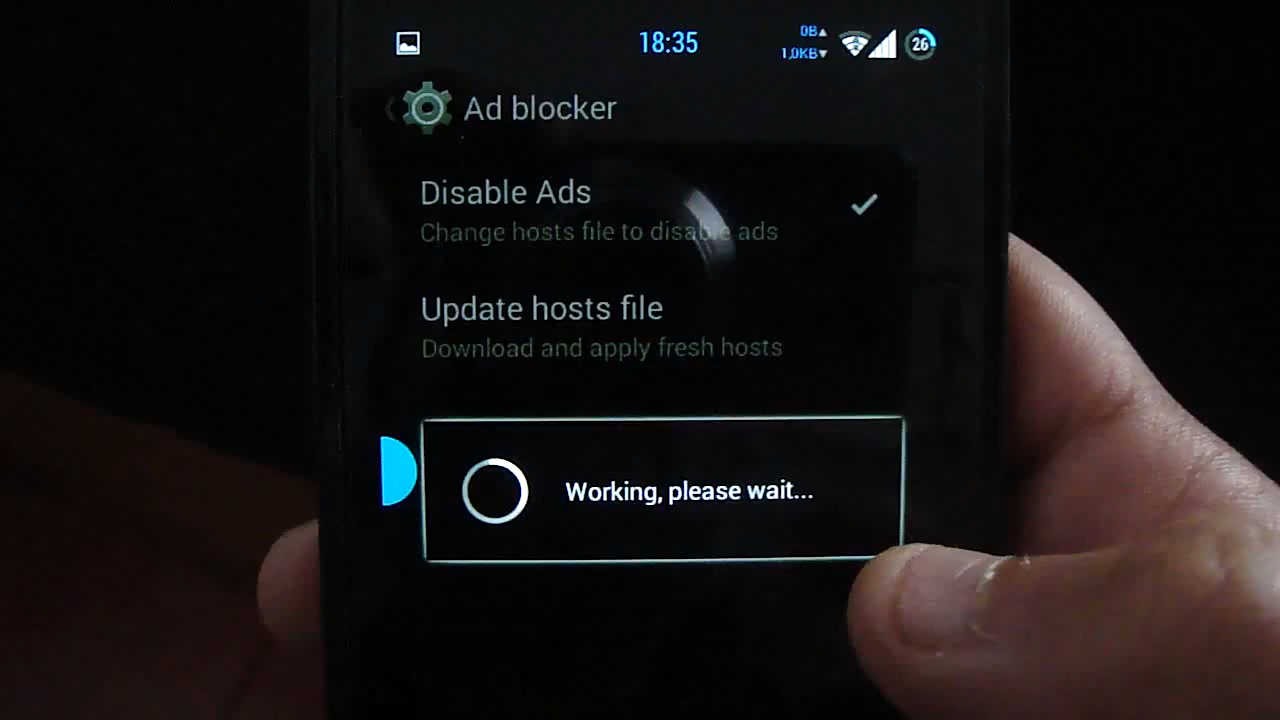 18:35
0B▲
1,0KB▼
26
Ad blocker
Disable Ads
Change hosts file to disable ads
Update hosts file
Download and apply fresh hosts
Working, please wait...